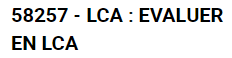 58257 - LCA : EVALUER
EN LCA